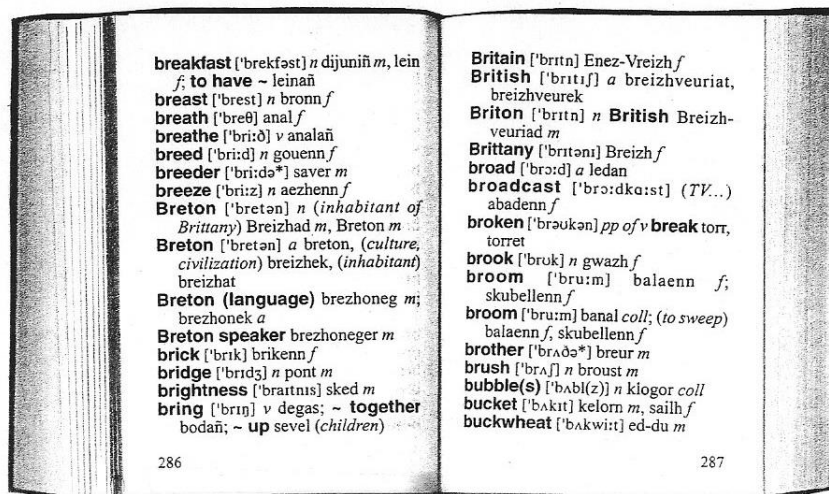 breakfast ['brekfəst] n dijuniñ m, lein
f; to have ~ leinañ
breast ['brest] n bronn f
breath ['breθ] anal f
breathe ['bri:ð] v analañ
breed ['bri:d] n gouenn f
breeder ['bri:də*] saver m
breeze ['bri:z] n aezhenn f
Breton ['bretən] n (inhabitant of
Brittany) Breizhad m, Breton m
Breton ['bretən] a breton, (culture,
civilization) breizhek, (inhabitant)
breizhat
Breton (language) brezhoneg m;
brezhonek a
Breton speaker brezhoneger m
brick ['brɪk] brikenn f
bridge ['brɪdʒ] n pont m
brightness ['braɪtnɪs] sked m
bring ['brɪŋ] v degas; ~ together
bodañ; ~ up sevel (children)
286
Britain ['brɪtn] Enez-Vreizh f
British ['brɪtɪʃ] a breizhveuriat,
breizhveurek
Briton ['brɪtn] n British Breizh-
veuriad m
Brittany ['brɪtənɪ] Breizh f
broad ['brɔ:d] a ledan
broadcast ['brɔ:dkɑ:st] (TV...)
abadenn f
broken ['brəʊkən] pp of v break torr,
torret
brook ['brʊk] n gwazh f
broom ['bru:m] balaenn f;
skubellenn f
broom ['bru:m] banal coll; (to sweep)
balaenn f, skubellenn f
brother ['brʌðə*] breur m
brush ['brʌʃ] n broust m
bubble(s) ['bʌbl(z)] n klogor coll
bucket ['bʌkɪt] kelorn m, sailh f
buckwheat ['bʌkwi:t] ed-du m
287